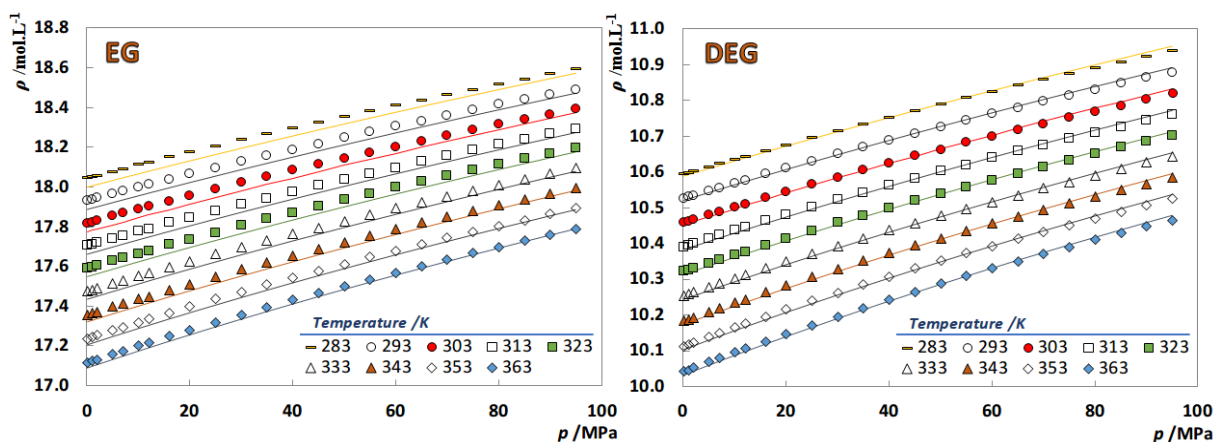 EG
ρ /mol.L⁻¹
18.8
18.6
18.4
18.2
18.0
17.8
17.6
17.4
17.2
17.0
0 20 40 60 80 100
p /MPa
Temperature /K
283 293 303 313 323
333 343 353 363
DEG
ρ /mol.L⁻¹
11.0
10.9
10.8
10.7
10.6
10.5
10.4
10.3
10.2
10.1
10.0
0 20 40 60 80 100
p /MPa
Temperature /K
283 293 303 313 323
333 343 353 363